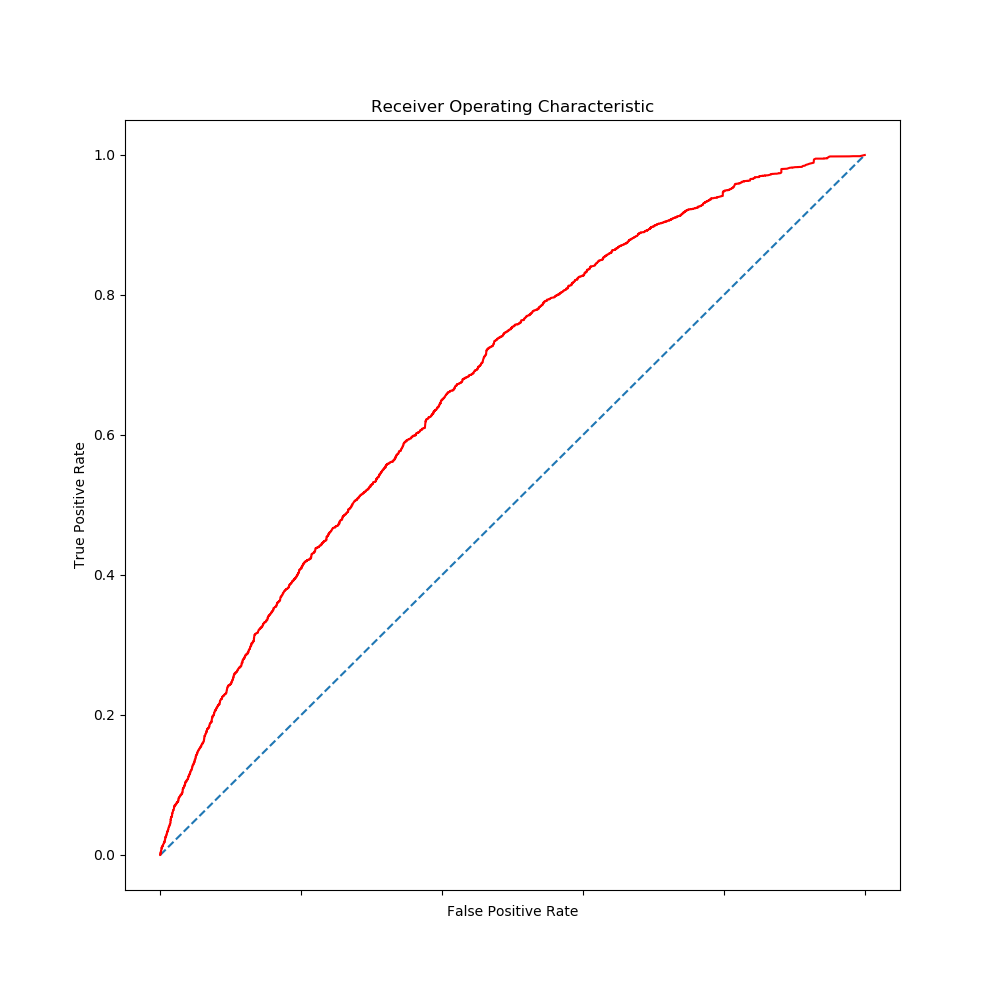 Receiver Operating Characteristic
1.0
0.8
0.6
0.4
0.2
0.0
True Positive Rate
False Positive Rate